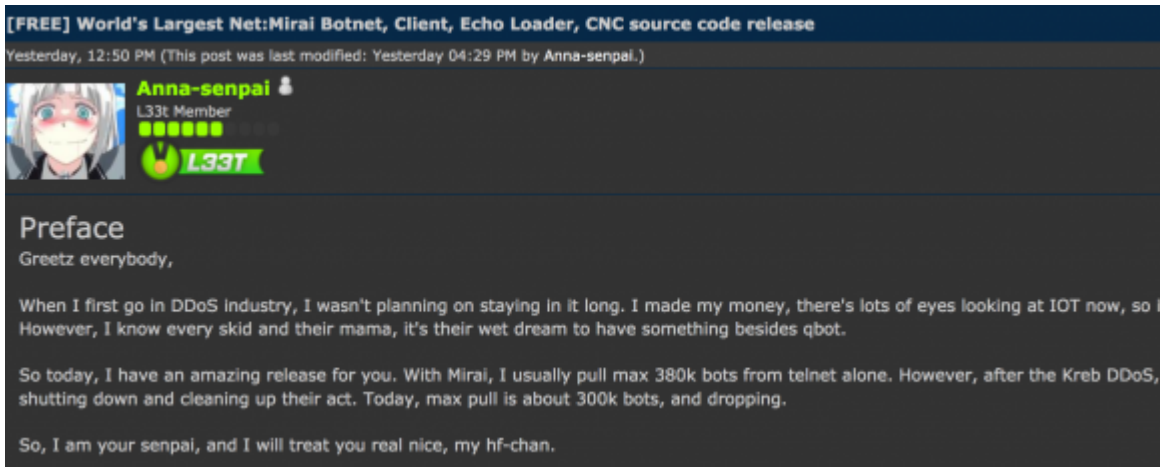 [FREE] World's Largest Net:Mirai Botnet, Client, Echo Loader, CNC source code release
Yesterday, 12:50 PM (This post was last modified: Yesterday 04:29 PM by Anna-senpai.)
Anna-senpai
L33t Member
L33T
Preface
Greetz everybody,
When I first go in DDoS industry, I wasn't planning on staying in it long. I made my money, there's lots of eyes looking at IOT now, so
However, I know every skid and their mama, it's their wet dream to have something besides qbot.
So today, I have an amazing release for you. With Mirai, I usually pull max 380k bots from telnet alone. However, after the Kreb DDoS,
shutting down and cleaning up their act. Today, max pull is about 300k bots, and dropping.
So, I am your senpai, and I will treat you real nice, my hf-chan.